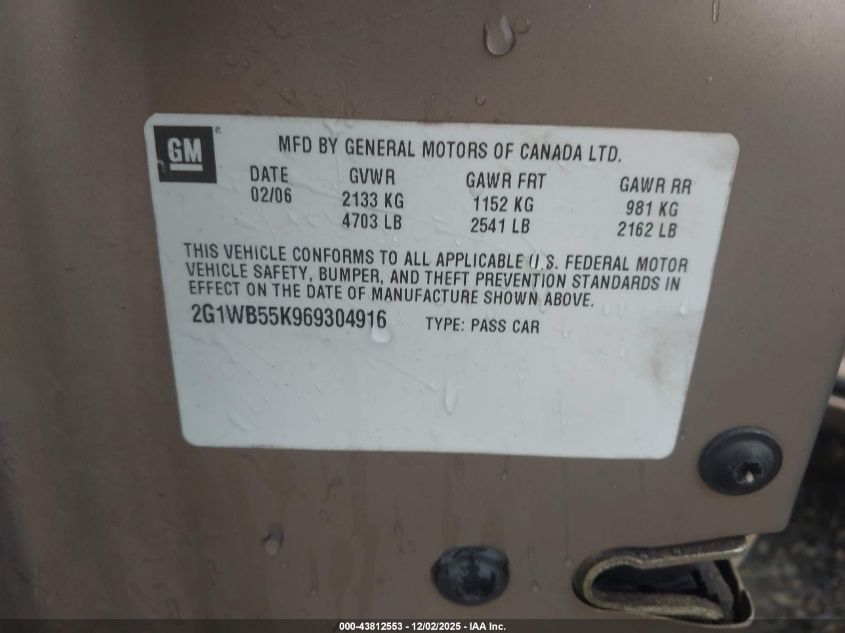 GM
MFD BY GENERAL MOTORS OF CANADA LTD.
DATE GVWR GAWR FRT GAWR RR
02/06 2133 KG 1152 KG 981 KG
4703 LB 2541 LB 2162 LB
THIS VEHICLE CONFORMS TO ALL APPLICABLE U.S. FEDERAL MOTOR
VEHICLE SAFETY, BUMPER, AND THEFT PREVENTION STANDARDS IN
EFFECT ON THE DATE OF MANUFACTURE SHOWN ABOVE.
2G1WB55K969304916 TYPE: PASS CAR
000-43812553 - 12/02/2025 - IAA Inc.